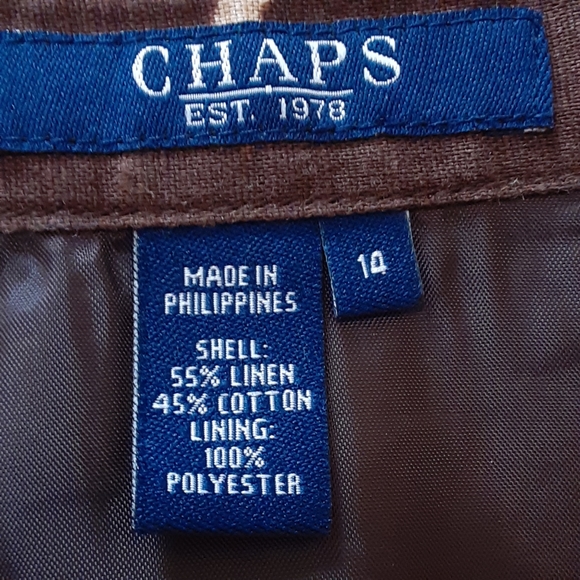 CHAPS
EST. 1978
14
MADE IN
PHILIPPINES
SHELL:
55% LINEN
45% COTTON
LINING:
100%
POLYESTER